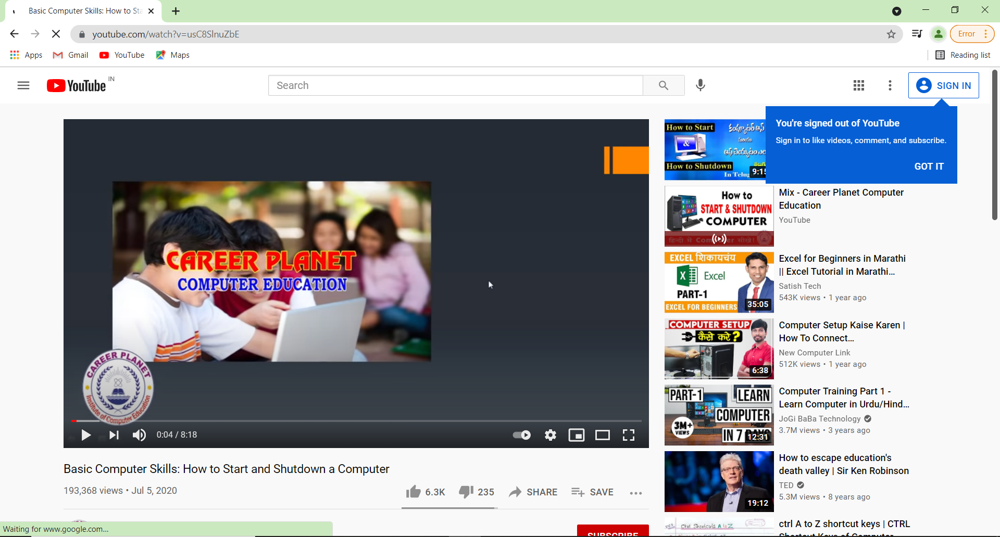 Basic Computer Skills: How to Sta
youtube.com/watch?v=usC8SlnuZbE
Error
Apps
Gmail
YouTube
Maps
Reading list
YouTube IN
Search
SIGN IN
You're signed out of YouTube
Sign in to like videos, comment, and subscribe.
GOT IT
CAREER PLANET
COMPUTER EDUCATION
CAREER PLANET
Institute of Computer Education
0:04 / 8:18
Basic Computer Skills: How to Start and Shutdown a Computer
193,368 views • Jul 5, 2020
6.3K
235
SHARE
SAVE
SUBSCRIBE
How to Start
&
How to Shutdown
In Telug
9:15
How to
START & SHUTDOWN
COMPUTER
हिन्दी में Com er सीखें!
Mix - Career Planet Computer
Education
YouTube
EXCEL शिकायचंय
Excel
PART-1
EXCEL FOR BEGINNERS
35:05
Excel for Beginners in Marathi
|| Excel Tutorial in Marathi...
Satish Tech
543K views • 1 year ago
COMPUTER SETUP
कैसे करे ?
6:38
Computer Setup Kaise Karen |
How To Connect...
New Computer Link
512K views • 1 year ago
PART-1
LEARN
COMPUTER
3M+
VIEWS
IN 7 DAYS
12:31
Computer Training Part 1 -
Learn Computer in Urdu/Hind...
JoGi BaBa Technology
3.7M views • 3 years ago
19:12
How to escape education's
death valley | Sir Ken Robinson
TED
5.3M views • 8 years ago
Ctrl Shortcuts A to Z
ctrl A to Z shortcut keys | CTRL
Shortcut Keys of Computer
Waiting for www.google.com...